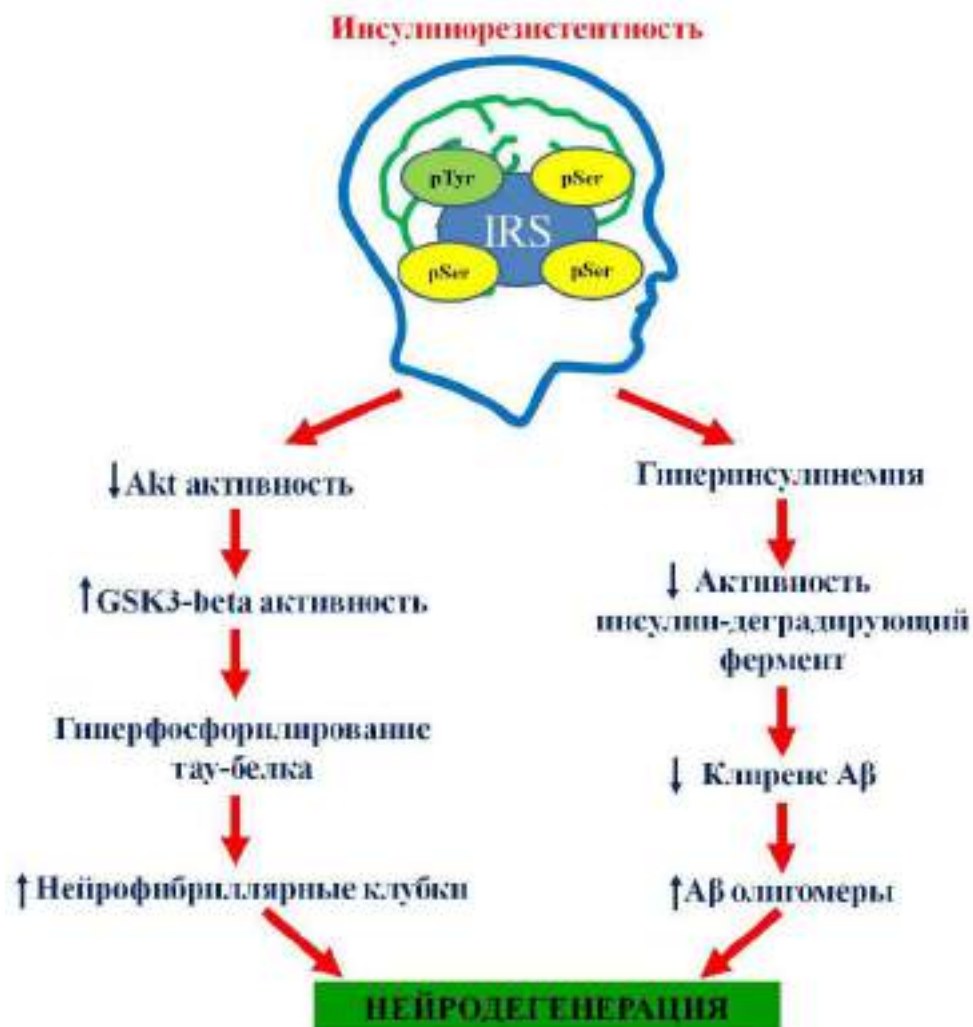 Инсулинорезистентность
pTyr
pSer
IRS
pSer
pSer
↓Akt активность
↑GSK3-beta активность
Гиперфосфорилирование
тау-белка
↑Нейрофибриллярные клубки
Гиперинсулинемия
↓ Активность
инсулин-деградирующий
фермент
↓ Клиренс Aβ
↑Aβ олигомеры
НЕЙРОДЕГЕНЕРАЦИЯ